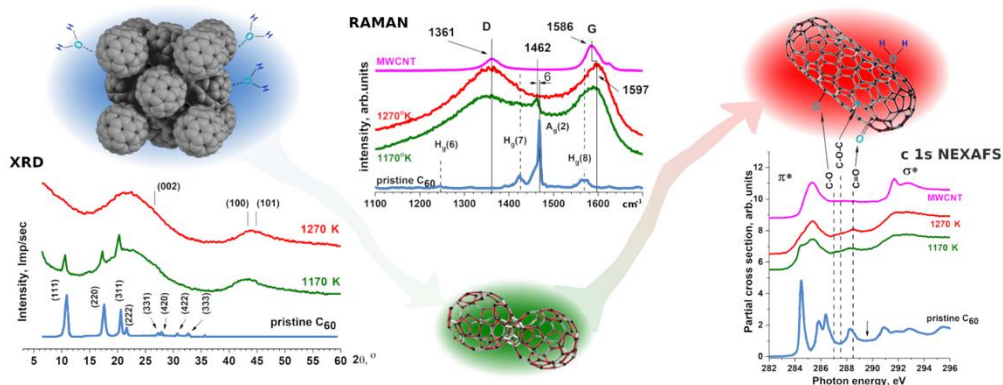 H
H
O
H
O
H
H
O
H
XRD
Intensity, Imp/sec
(002)
(100)
(101)
1270 K
1170 K
(111)
(220)
(311)
(222)
(331)
(420)
(422)
(333)
pristine C60
5 10 15 20 25 30 35 40 45 50 55 60 2θ, °
RAMAN
intensity, arb.units
D
G
1361
1462
1586
6
1597
MWCNT
1270°K
1170°K
Hg(6)
Hg(7)
Ag(2)
Hg(8)
pristine C60
1100 1200 1300 1400 1500 1600 cm-1
H
H
O
O
O
C-O
C-O-C
C=O
c 1s NEXAFS
Partial cross section, arb. units
π*
σ*
MWCNT
1270 K
1170 K
pristine C60
12
10
8
6
4
2
0
282 284 286 288 290 292 294 296
Photon energy, eV